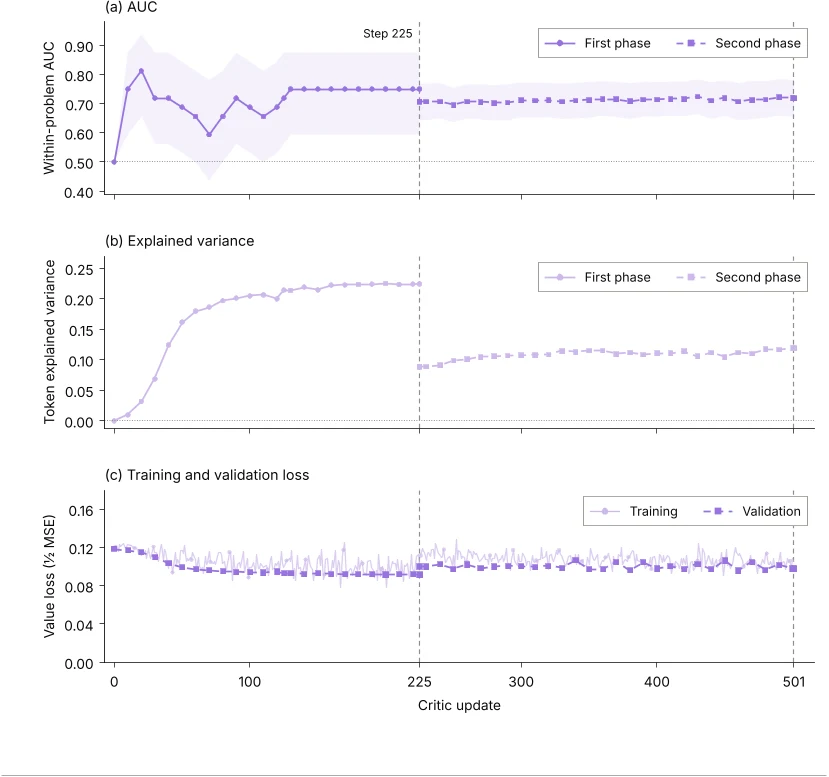 (a) AUC
Step 225
First phase
Second phase
Within-problem AUC
0.90
0.80
0.70
0.60
0.50
0.40
(b) Explained variance
First phase
Second phase
Token explained variance
0.25
0.20
0.15
0.10
0.05
0.00
(c) Training and validation loss
Training
Validation
Value loss (½ MSE)
0.16
0.12
0.08
0.04
0.00
0
100
225
300
400
501
Critic update